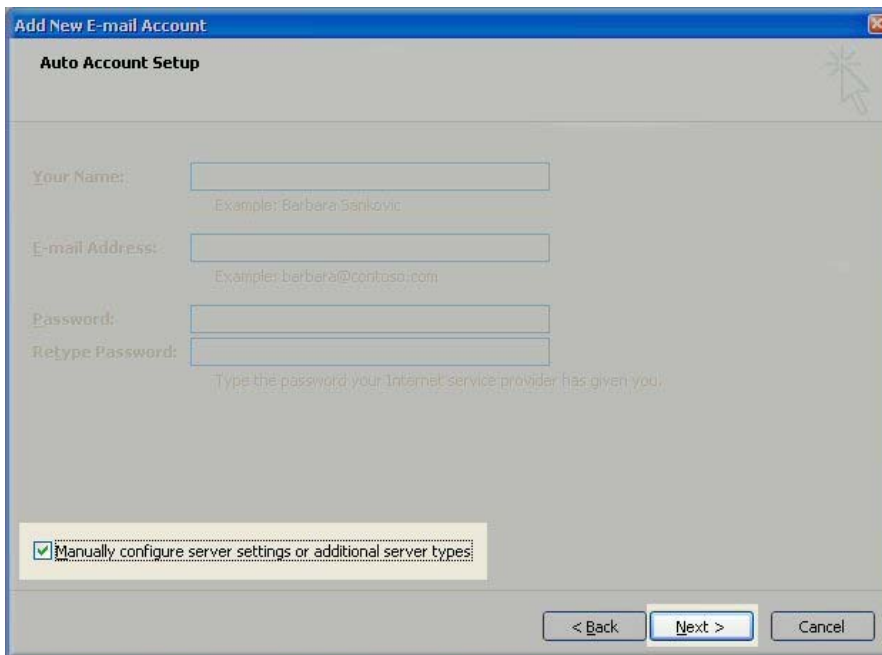 Add New E-mail Account
Auto Account Setup
Your Name:
Example: Barbara Sankovic
E-mail Address:
Example: barbara@contoso.com
Password:
Retype Password:
Type the password your Internet service provider has given you.
Manually configure server settings or additional server types
< Back Next > Cancel